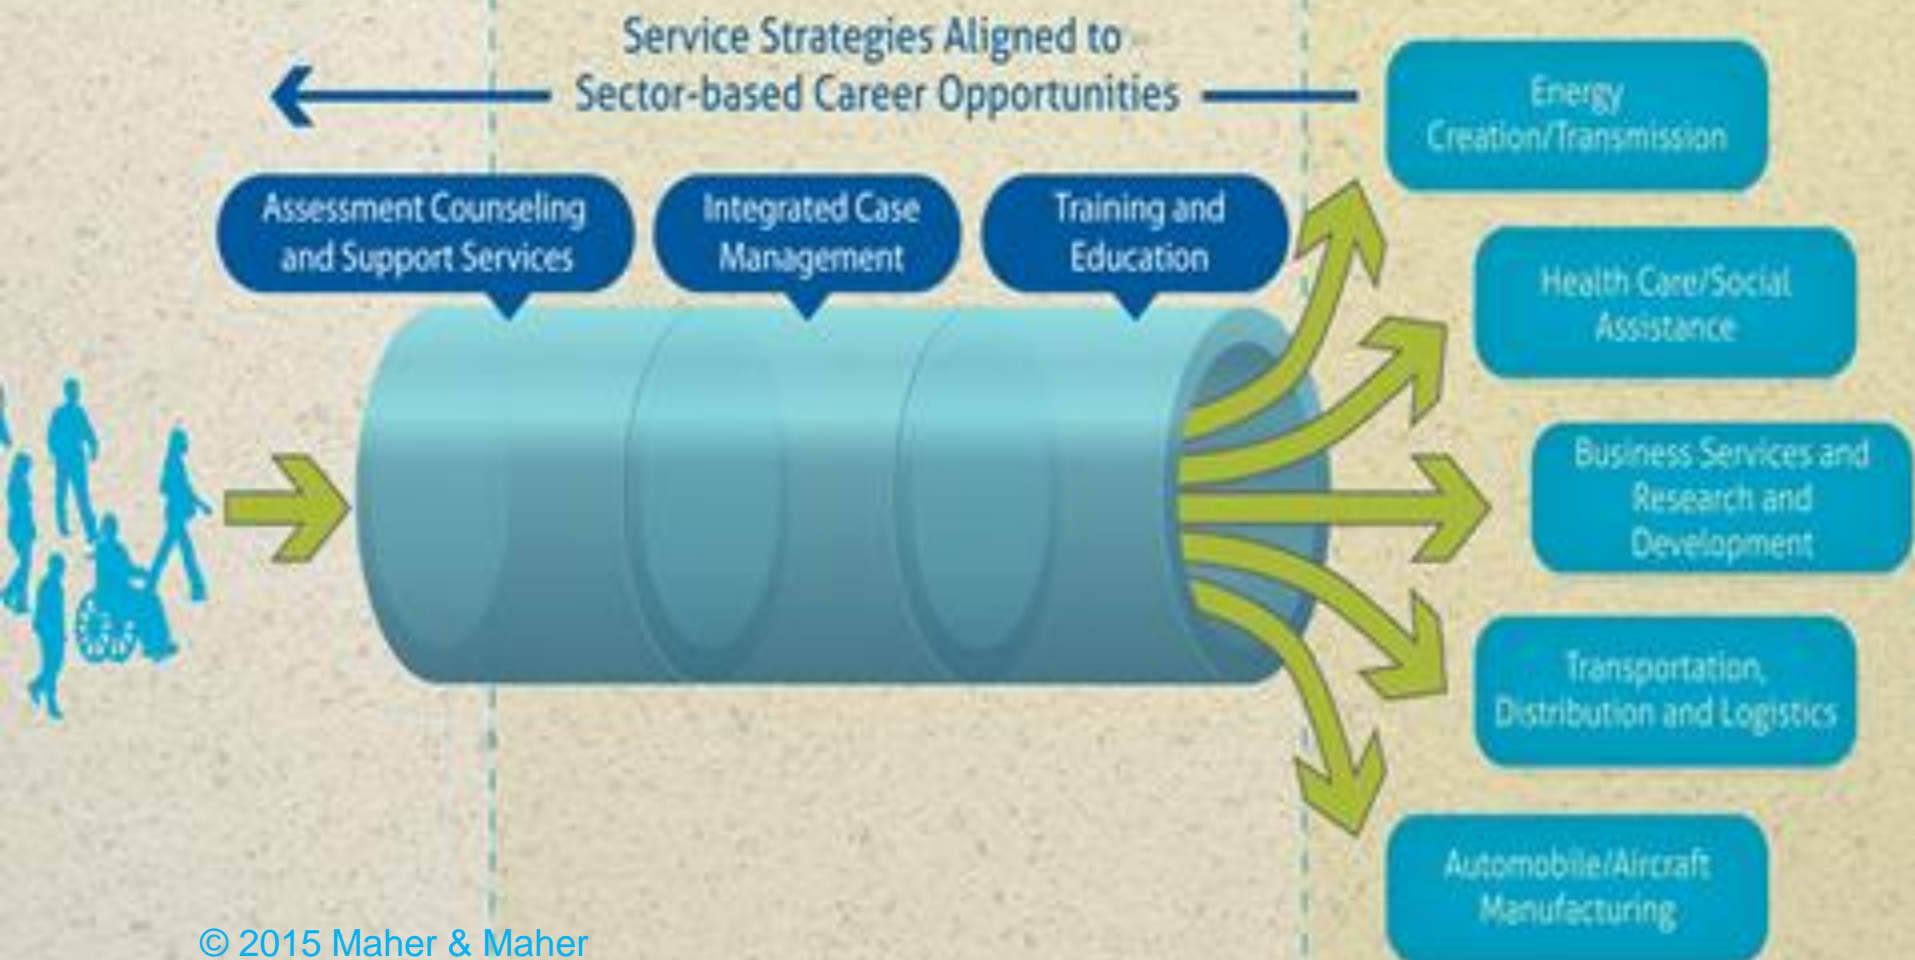 Service Strategies Aligned to
Sector-based Career Opportunities
Assessment Counseling
and Support Services
Integrated Case
Management
Training and
Education
Energy
Creation/Transmission
Health Care/Social
Assistance
Business Services and
Research and
Development
Transportation,
Distribution and Logistics
Automobile/Aircraft
Manufacturing
© 2015 Maher & Maher